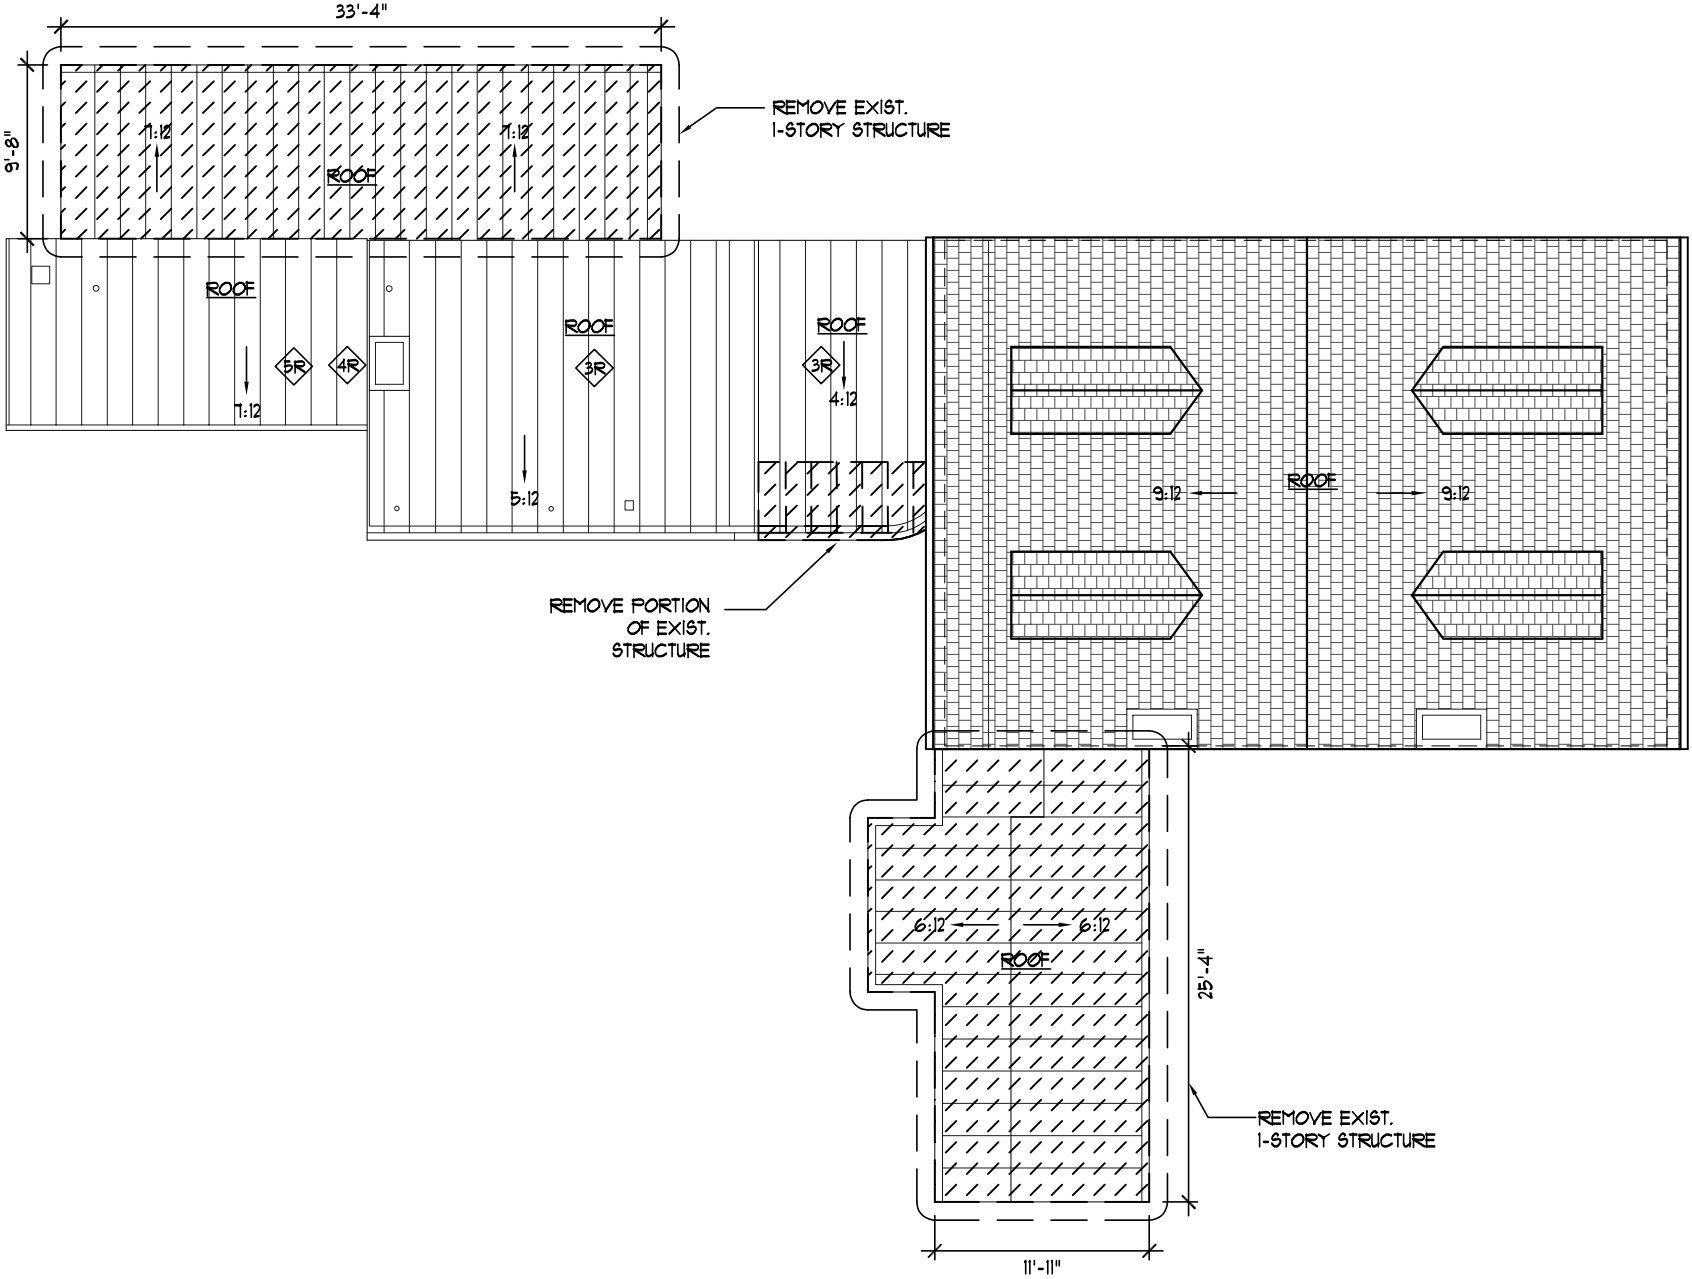 33'-4"
9'-8"
REMOVE EXIST.
1-STORY STRUCTURE
7:12
7:12
ROOF
ROOF
5R
4R
7:12
ROOF
3R
5:12
ROOF
3R
4:12
REMOVE PORTION
OF EXIST.
STRUCTURE
ROOF
9:12
9:12
6:12
6:12
ROOF
25'-4"
REMOVE EXIST.
1-STORY STRUCTURE
11'-11"